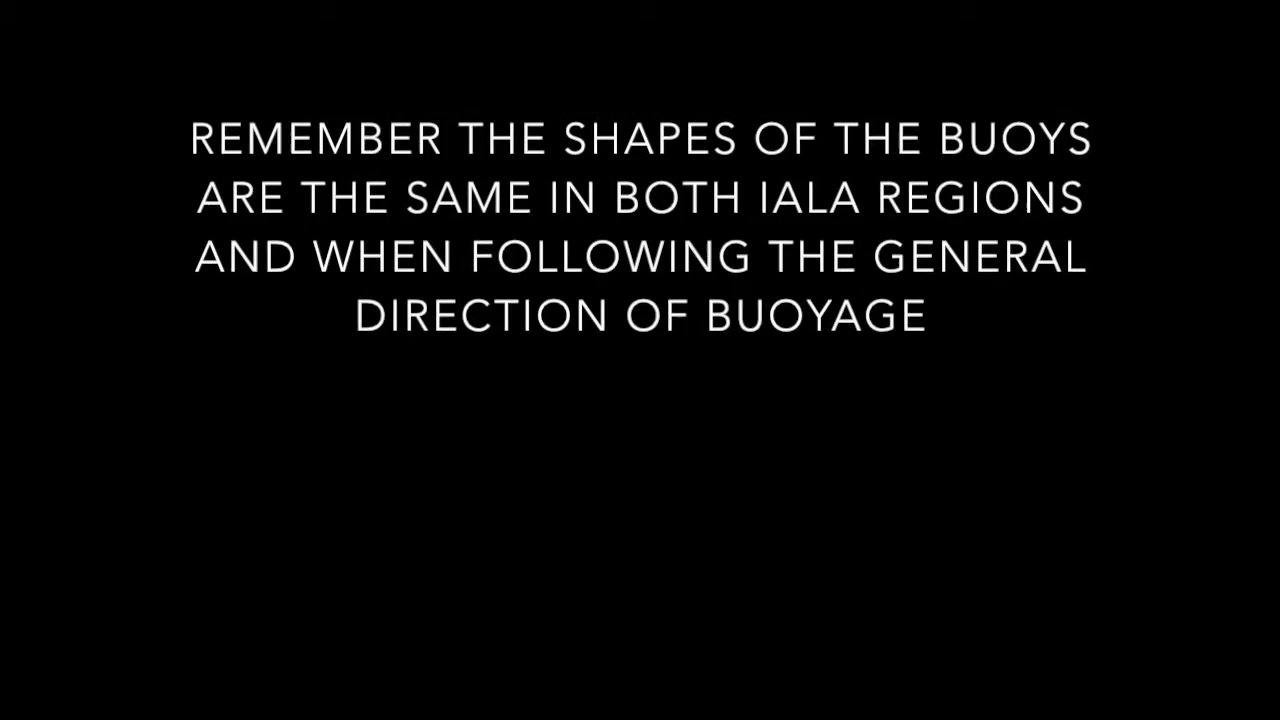 REMEMBER THE SHAPES OF THE BUOYS
ARE THE SAME IN BOTH IALA REGIONS
AND WHEN FOLLOWING THE GENERAL
DIRECTION OF BUOYAGE